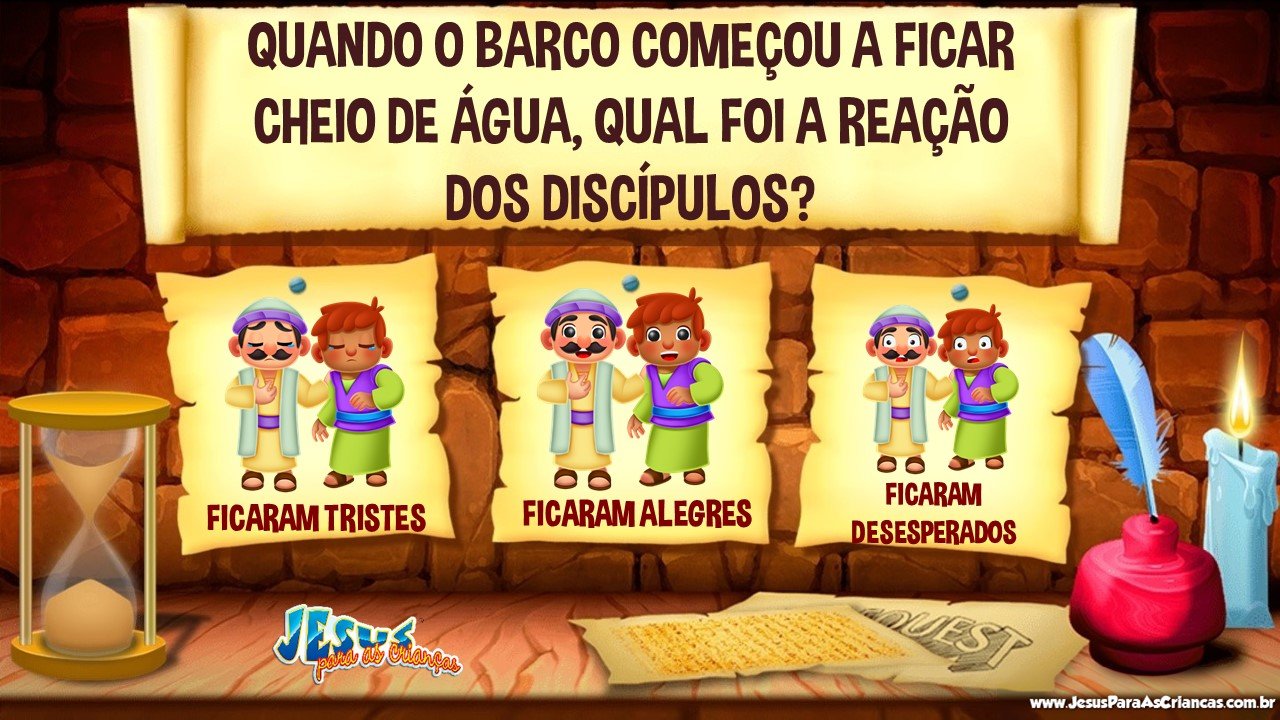 QUANDO O BARCO COMEÇOU A FICAR
CHEIO DE ÁGUA, QUAL FOI A REAÇÃO
DOS DISCÍPULOS?
FICARAM TRISTES
FICARAM ALEGRES
FICARAM
DESESPERADOS
JESUS
para as crianças
QUEST
www.JesusParaAsCriancas.com.br